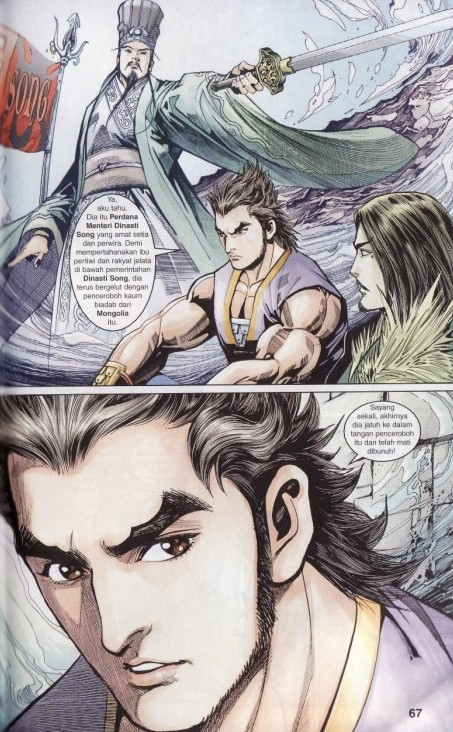 SONG
Ya,
aku tahu.
Dia itu Perdana
Menteri Dinasti
Song yang amat setia
dan perwira. Demi
mempertahanakan ibu
pertiwi dan rakyat jelata
di bawah pemerintahan
Dinasti Song, dia
terus bergelut dengan
penceroboh kaum
biadab dari
Mongolia
itu.
Sayang
sekali, akhirnya
dia jatuh ke dalam
tangan penceroboh
itu dan telah mati
dibunuh!
67